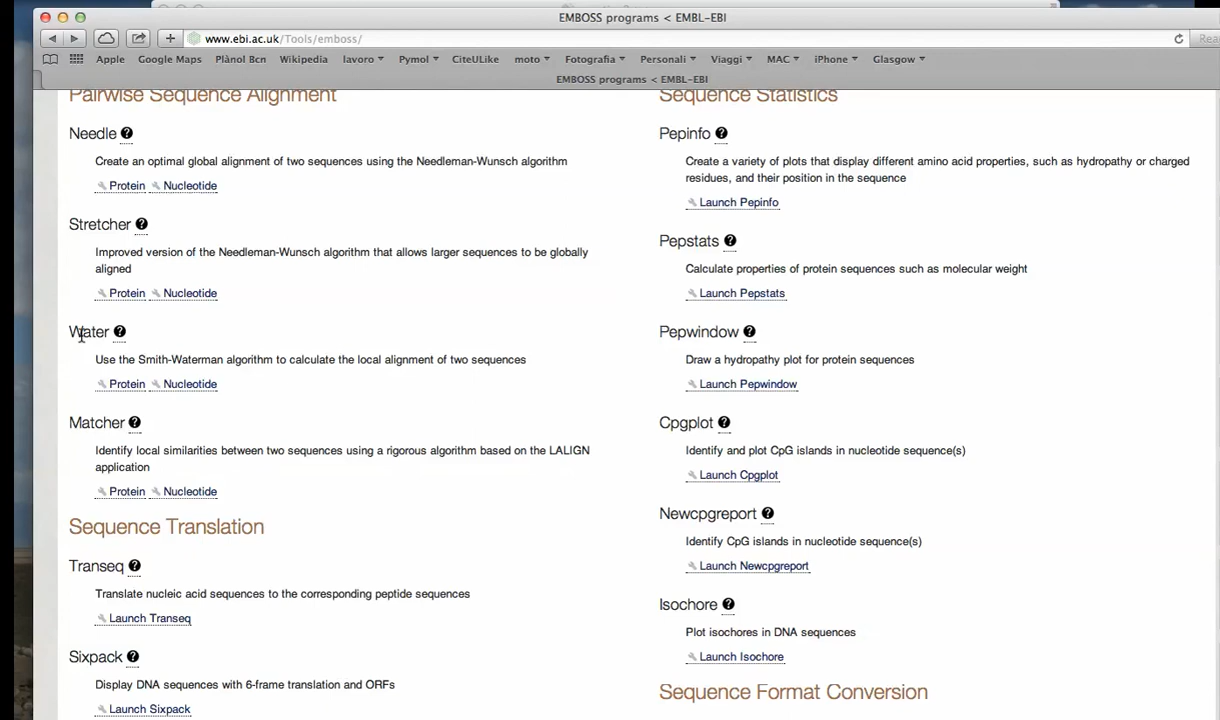 EMBOSS programs < EMBL-EBI
www.ebi.ac.uk/Tools/emboss/
Apple Google Maps Plànol Bcn Wikipedia lavoro Pymol CiteULike moto Fotografia Personali Viaggi MAC iPhone Glasgow
EMBOSS programs < EMBL-EBI
Pairwise Sequence Alignment
Needle
Create an optimal global alignment of two sequences using the Needleman-Wunsch algorithm
Protein Nucleotide
Stretcher
Improved version of the Needleman-Wunsch algorithm that allows larger sequences to be globally
aligned
Protein Nucleotide
Water
Use the Smith-Waterman algorithm to calculate the local alignment of two sequences
Protein Nucleotide
Matcher
Identify local similarities between two sequences using a rigorous algorithm based on the LALIGN
application
Protein Nucleotide
Sequence Translation
Transeq
Translate nucleic acid sequences to the corresponding peptide sequences
Launch Transeq
Sixpack
Display DNA sequences with 6-frame translation and ORFs
Launch Sixpack
Sequence Statistics
Pepinfo
Create a variety of plots that display different amino acid properties, such as hydropathy or charged
residues, and their position in the sequence
Launch Pepinfo
Pepstats
Calculate properties of protein sequences such as molecular weight
Launch Pepstats
Pepwindow
Draw a hydropathy plot for protein sequences
Launch Pepwindow
Cpgplot
Identify and plot CpG islands in nucleotide sequence(s)
Launch Cpgplot
Newcpgreport
Identify CpG islands in nucleotide sequence(s)
Launch Newcpgreport
Isochore
Plot isochores in DNA sequences
Launch Isochore
Sequence Format Conversion